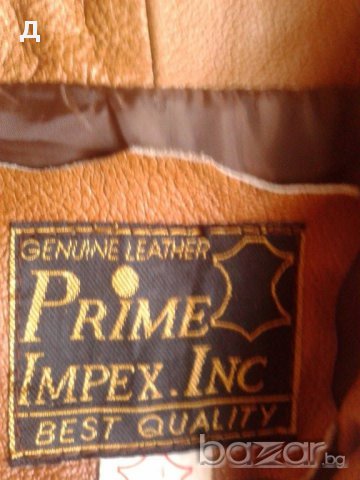 Д
GENUINE LEATHER
PRIME
IMPEX.INC
BEST QUALITY
bazar.bg